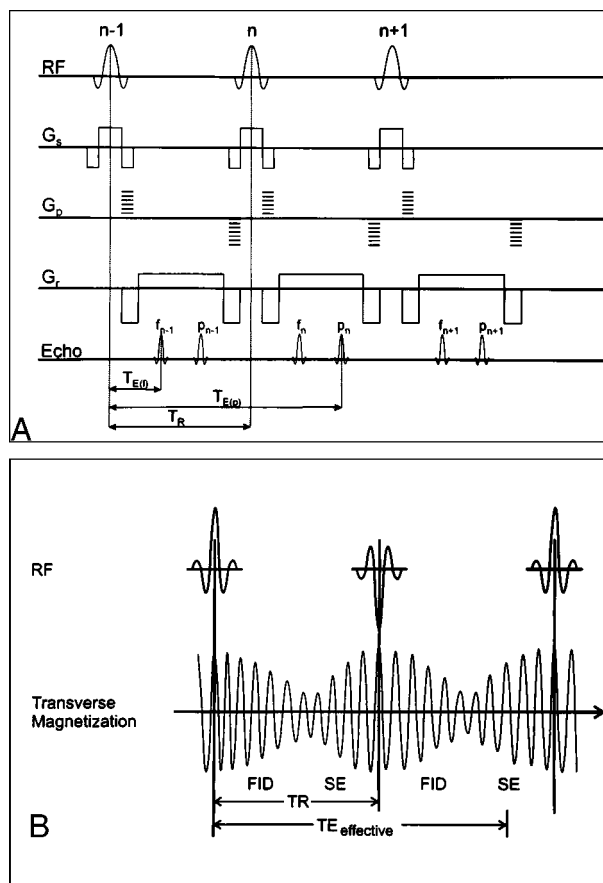 n-1 n n+1
RF
Gs
Gp
Gr
fn-1 pn-1 fn pn fn+1 pn+1
Echo
TE(f)
TE(p)
TR
A
RF
Transverse
Magnetization
FID SE FID SE
TR
TEeffective
B